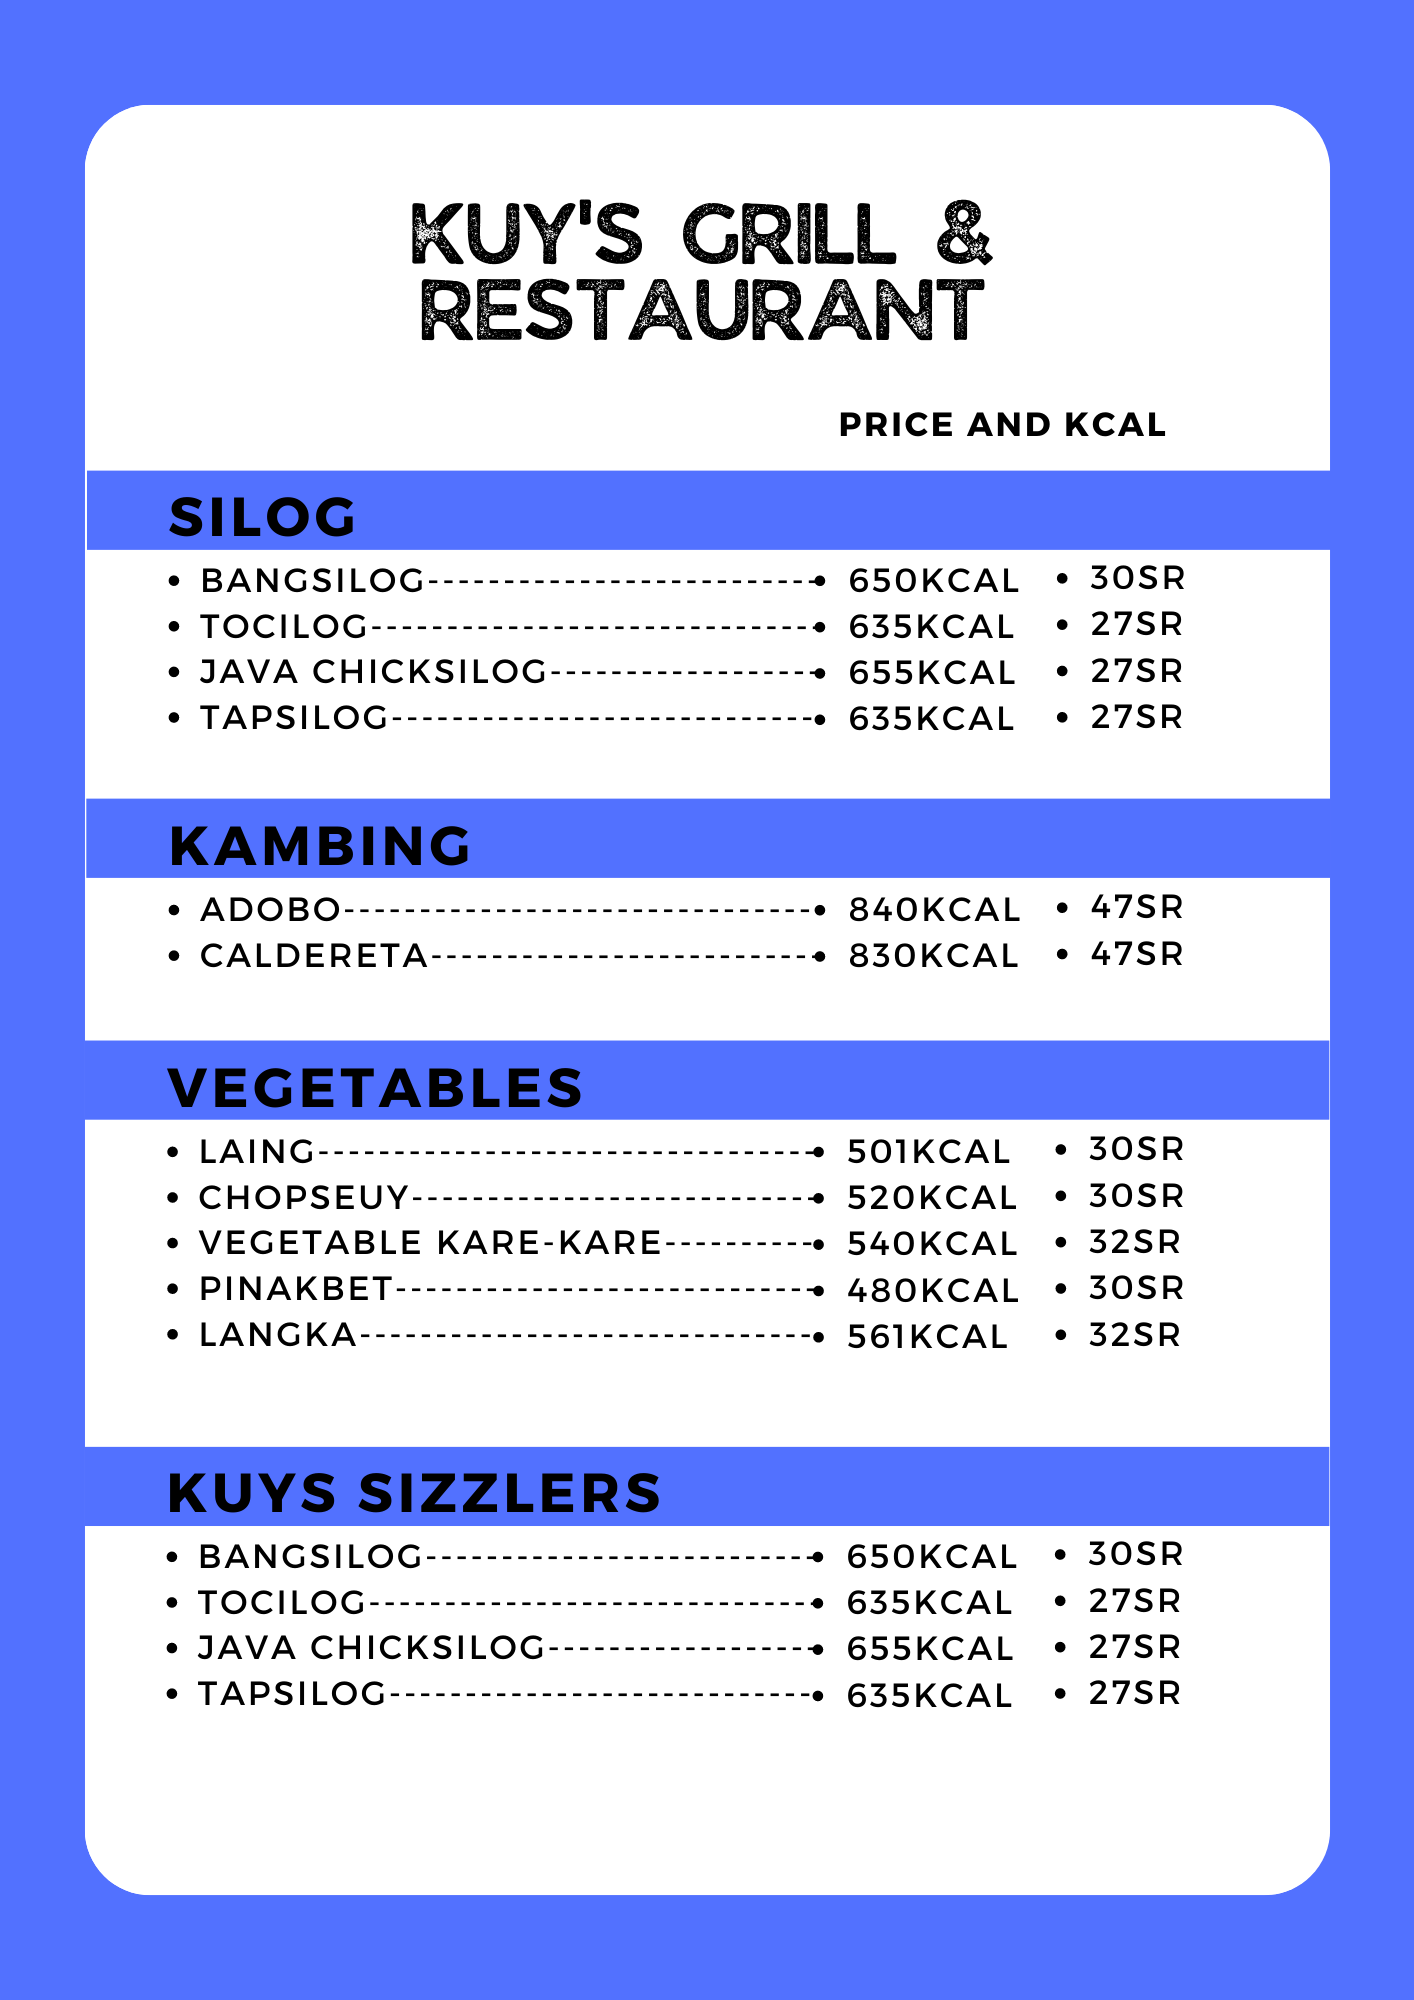 KUY'S GRILL &
RESTAURANT
PRICE AND KCAL
SILOG
• BANGSILOG--------------------------• 650KCAL • 30SR
• TOCILOG------------------------------• 635KCAL • 27SR
• JAVA CHICKSILOG------------------• 655KCAL • 27SR
• TAPSILOG----------------------------• 635KCAL • 27SR
KAMBING
• ADOBO-------------------------------• 840KCAL • 47SR
• CALDERETA--------------------------• 830KCAL • 47SR
VEGETABLES
• LAING---------------------------------• 501KCAL • 30SR
• CHOPSEUY---------------------------• 520KCAL • 30SR
• VEGETABLE KARE-KARE----------• 540KCAL • 32SR
• PINAKBET----------------------------• 480KCAL • 30SR
• LANGKA------------------------------• 561KCAL • 32SR
KUYS SIZZLERS
• BANGSILOG--------------------------• 650KCAL • 30SR
• TOCILOG------------------------------• 635KCAL • 27SR
• JAVA CHICKSILOG------------------• 655KCAL • 27SR
• TAPSILOG----------------------------• 635KCAL • 27SR